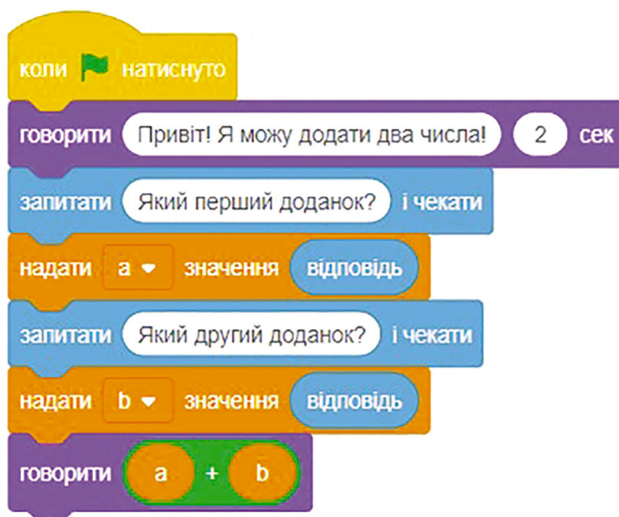 коли натиснуто
говорити Привіт! Я можу додати два числа! 2 сек
запитати Який перший доданок? і чекати
надати a значення відповідь
запитати Який другий доданок? і чекати
надати b значення відповідь
говорити a + b